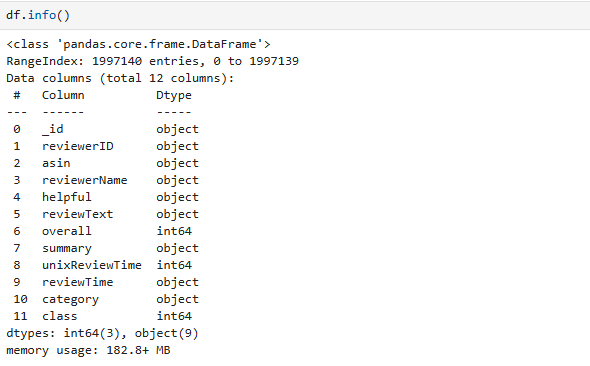 df.info()
<class 'pandas.core.frame.DataFrame'>
RangeIndex: 1997140 entries, 0 to 1997139
Data columns (total 12 columns):
 #   Column          Dtype
---  ------          -----
 0   _id             object
 1   reviewerID      object
 2   asin            object
 3   reviewerName    object
 4   helpful         object
 5   reviewText      object
 6   overall         int64
 7   summary         object
 8   unixReviewTime  int64
 9   reviewTime      object
 10  category        object
 11  class           int64
dtypes: int64(3), object(9)
memory usage: 182.8+ MB